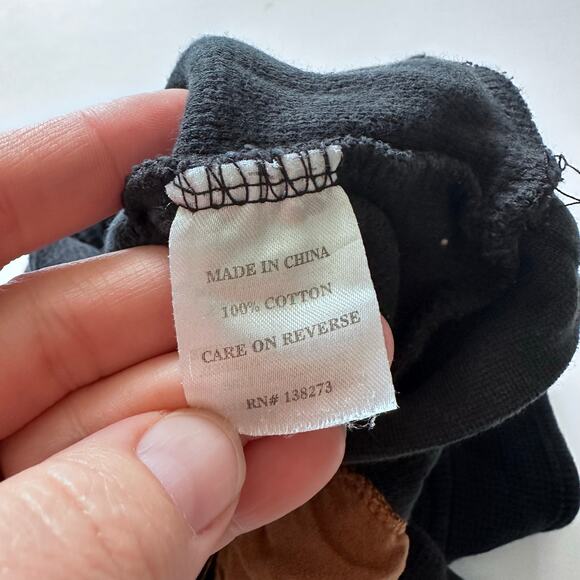 MADE IN CHINA
100% COTTON
CARE ON REVERSE
RN# 138273